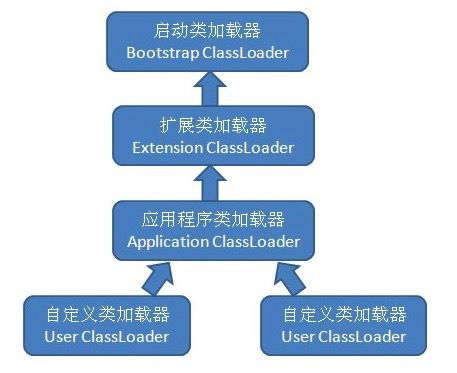 启动类加载器
Bootstrap ClassLoader
扩展类加载器
Extension ClassLoader
应用程序类加载器
Application ClassLoader
自定义类加载器
User ClassLoader
自定义类加载器
User ClassLoader